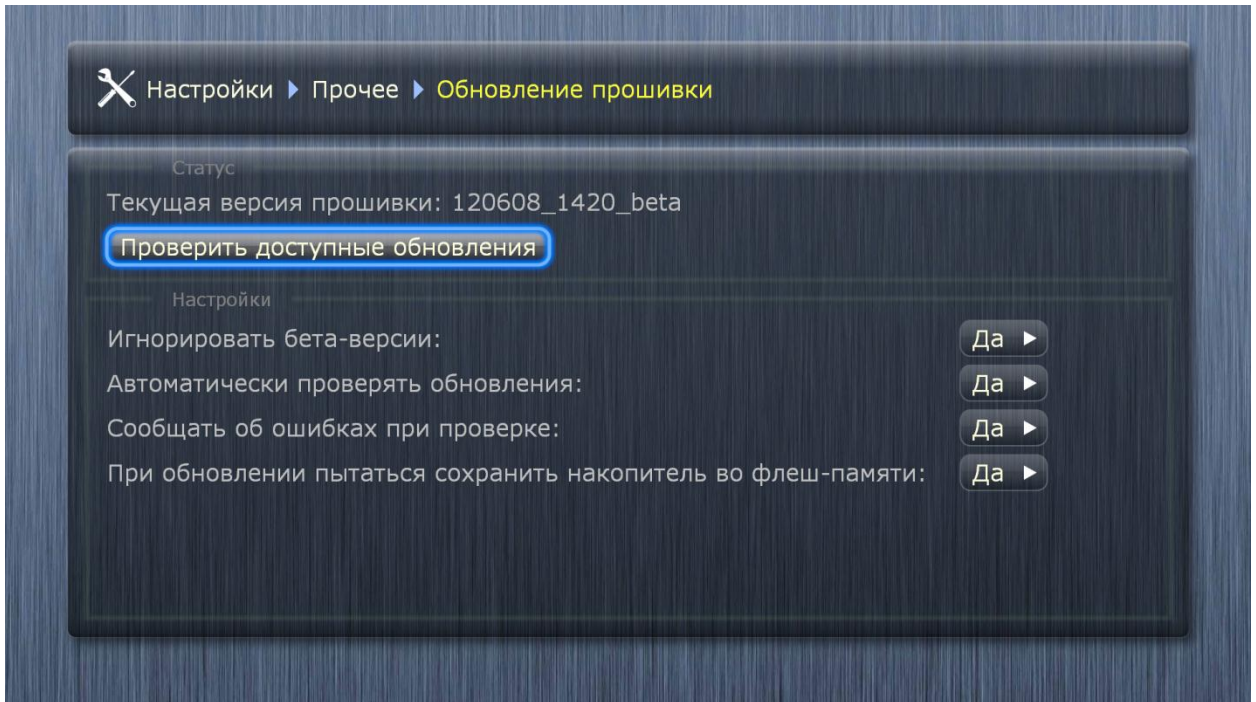 Настройки Прочее Обновление прошивки
Статус
Текущая версия прошивки: 120608_1420_beta
Проверить доступные обновления
Настройки
Игнорировать бета-версии: Да
Автоматически проверять обновления: Да
Сообщать об ошибках при проверке: Да
При обновлении пытаться сохранить накопитель во флеш-памяти: Да